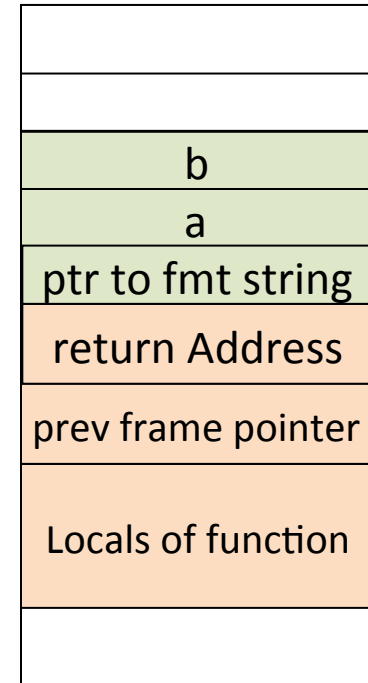 b
a
ptr to fmt string
return Address
prev frame pointer
Locals of function